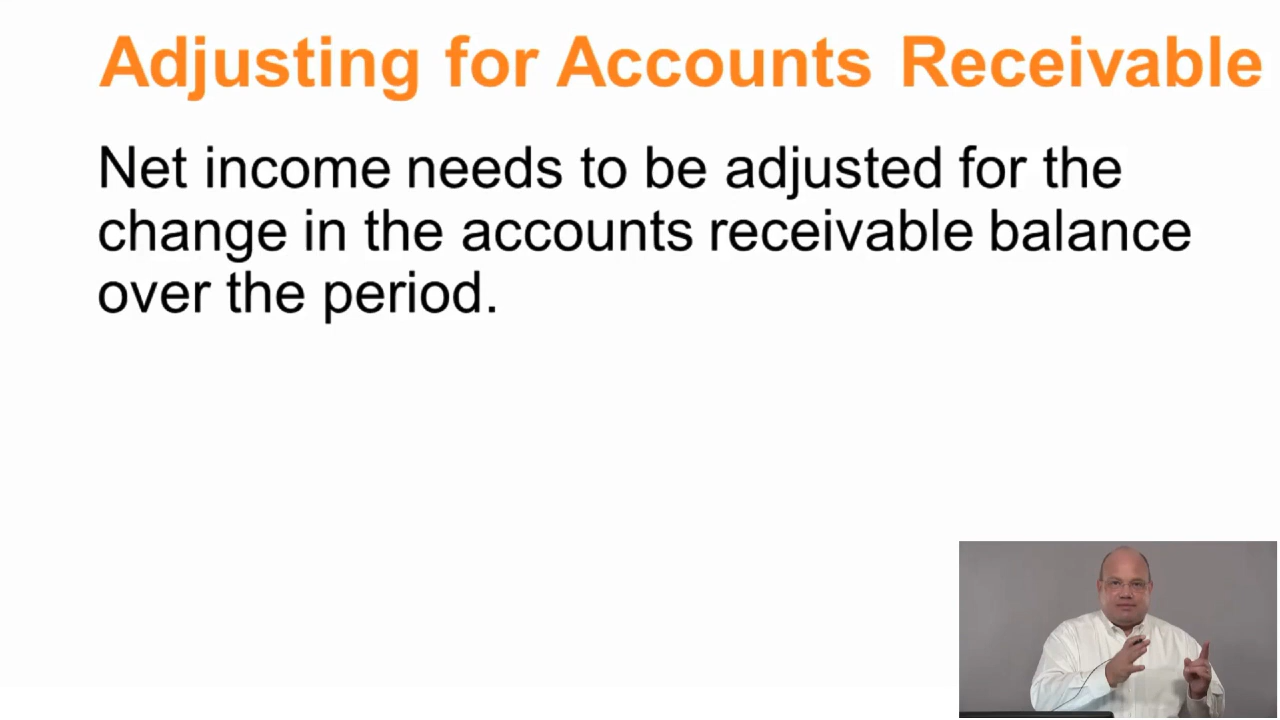 Adjusting for Accounts Receivable
Net income needs to be adjusted for the
change in the accounts receivable balance
over the period.